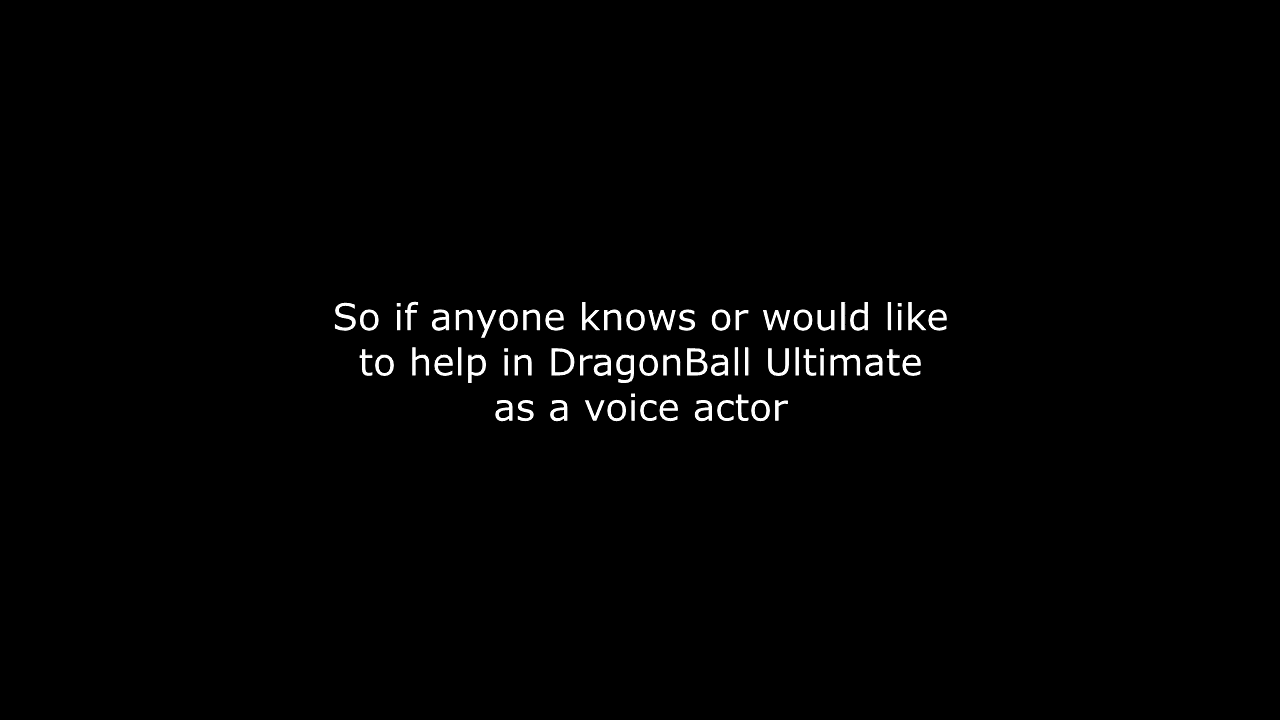 So if anyone knows or would like
to help in DragonBall Ultimate
as a voice actor